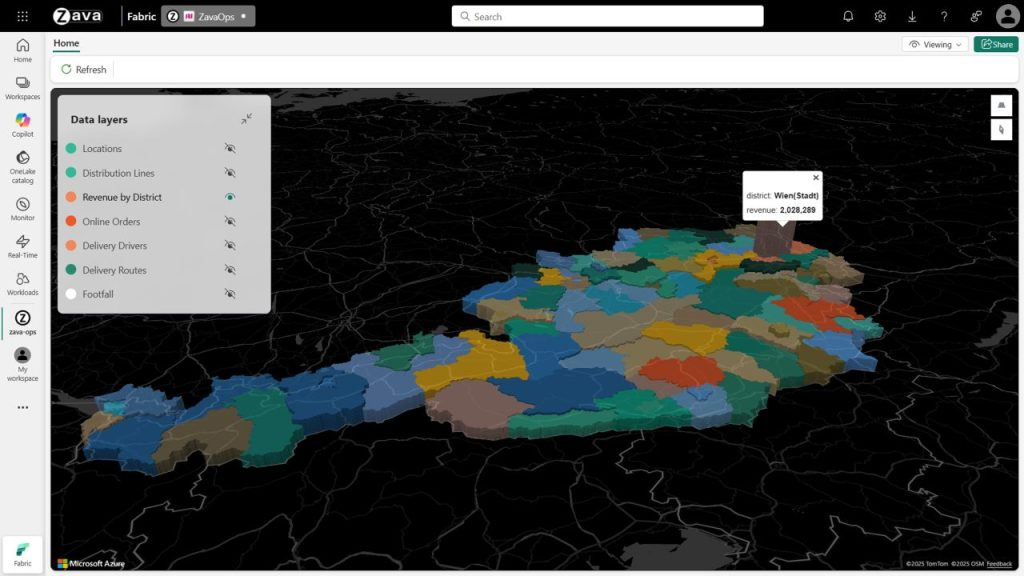 Zava
Fabric
ZavaOps
Search
Home
Viewing
Share
Refresh
Home
Workspaces
Copilot
OneLake
catalog
Monitor
Real-Time
Workloads
zava-ops
My
workspace
Fabric
Data layers
Locations
Distribution Lines
Revenue by District
Online Orders
Delivery Drivers
Delivery Routes
Footfall
district: Wien(Stadt)
revenue: 2,028,289
Microsoft Azure
©2025 TomTom ©2025 OSM Feedback